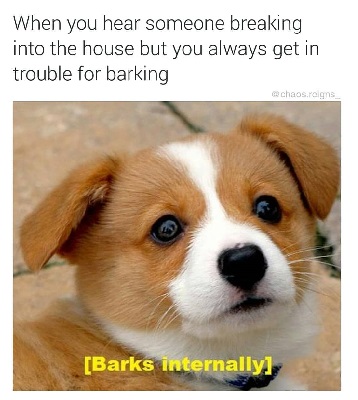 When you hear someone breaking
into the house but you always get in
trouble for barking
@chaos.reigns_
[Barks internally]